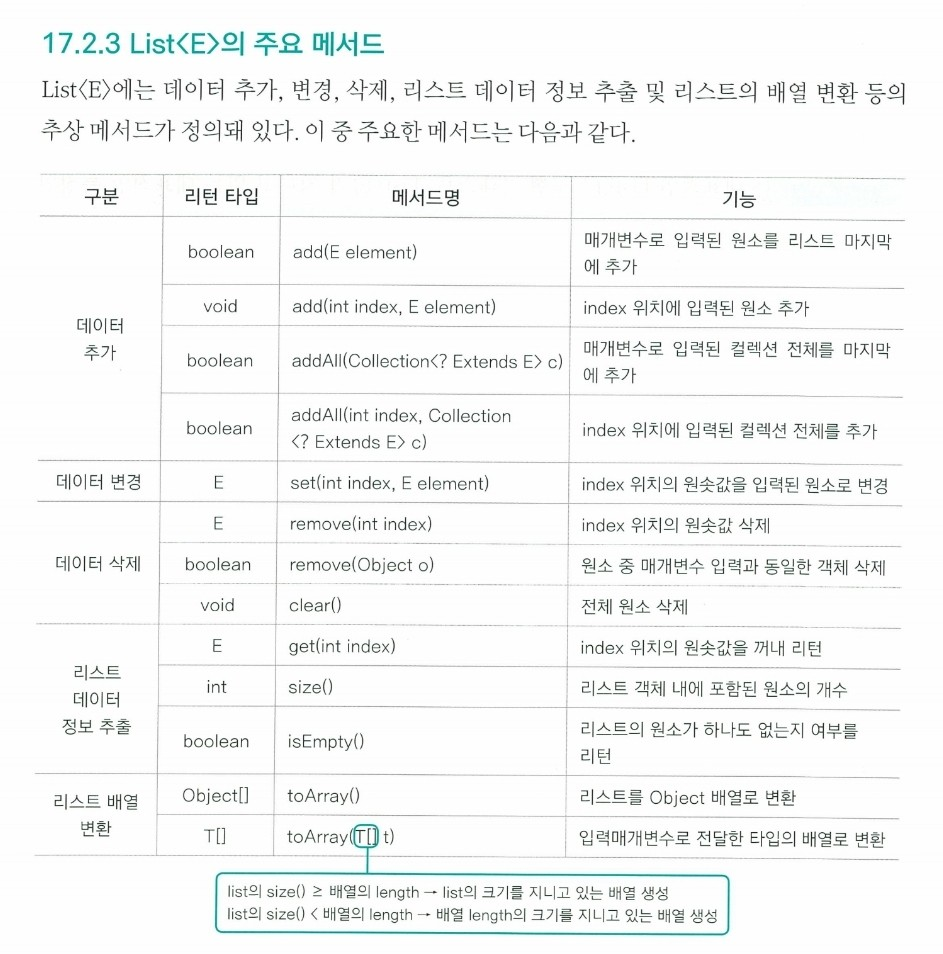 17.2.3 List<E>의 주요 메서드
List<E>에는 데이터 추가, 변경, 삭제, 리스트 데이터 정보 추출 및 리스트의 배열 변환 등의
추상 메서드가 정의돼 있다. 이 중 주요한 메서드는 다음과 같다.
구분 리턴 타입 메서드명 기능
데이터
추가
boolean add(E element) 매개변수로 입력된 원소를 리스트 마지막
에 추가
void add(int index, E element) index 위치에 입력된 원소 추가
boolean addAll(Collection<? Extends E> c) 매개변수로 입력된 컬렉션 전체를 마지막
에 추가
boolean addAll(int index, Collection
<? Extends E> c) index 위치에 입력된 컬렉션 전체를 추가
데이터 변경 E set(int index, E element) index 위치의 원솟값을 입력된 원소로 변경
데이터 삭제
E remove(int index) index 위치의 원솟값 삭제
boolean remove(Object o) 원소 중 매개변수 입력과 동일한 객체 삭제
void clear() 전체 원소 삭제
리스트
데이터
정보 추출
E get(int index) index 위치의 원솟값을 꺼내 리턴
int size() 리스트 객체 내에 포함된 원소의 개수
boolean isEmpty() 리스트의 원소가 하나도 없는지 여부를
리턴
리스트 배열
변환
Object[] toArray() 리스트를 Object 배열로 변환
T[] toArray(T[] t) 입력매개변수로 전달한 타입의 배열로 변환
list의 size() ≥ 배열의 length → list의 크기를 지니고 있는 배열 생성
list의 size() < 배열의 length → 배열 length의 크기를 지니고 있는 배열 생성